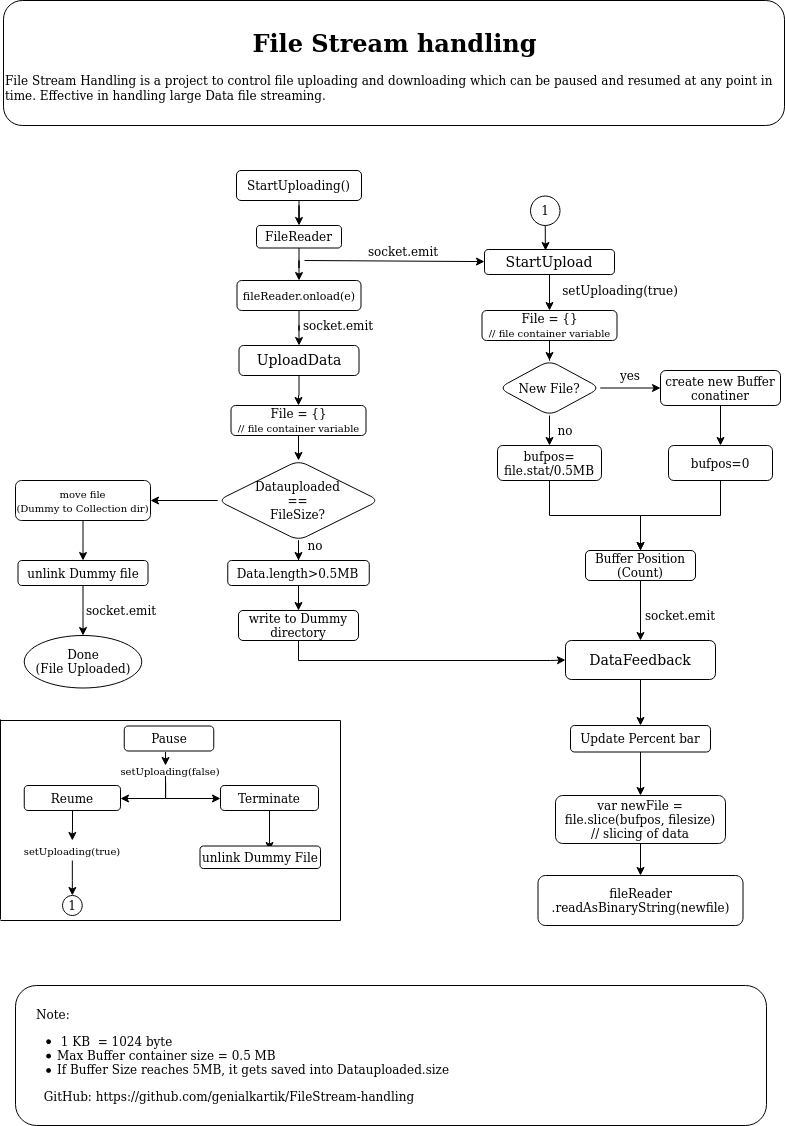 File Stream handling
File Stream Handling is a project to control file uploading and downloading which can be paused and resumed at any point in
time. Effective in handling large Data file streaming.
StartUploading()
FileReader
socket.emit
fileReader.onload(e)
socket.emit
UploadData
File = {}
// file container variable
Datauploaded
==
FileSize?
move file
(Dummy to Collection dir)
unlink Dummy file
socket.emit
Done
(File Uploaded)
no
Data.length>0.5MB
write to Dummy
directory
1
StartUpload
setUploading(true)
File = {}
// file container variable
New File?
yes
create new Buffer
conatiner
no
bufpos=
file.stat/0.5MB
bufpos=0
Buffer Position
(Count)
socket.emit
DataFeedback
Update Percent bar
var newFile =
file.slice(bufpos, filesize)
// slicing of data
fileReader
.readAsBinaryString(newfile)
Pause
setUploading(false)
Reume
Terminate
setUploading(true)
unlink Dummy File
1
Note:
• 1 KB  = 1024 byte
• Max Buffer container size = 0.5 MB
• If Buffer Size reaches 5MB, it gets saved into Datauploaded.size
GitHub: https://github.com/genialkartik/FileStream-handling